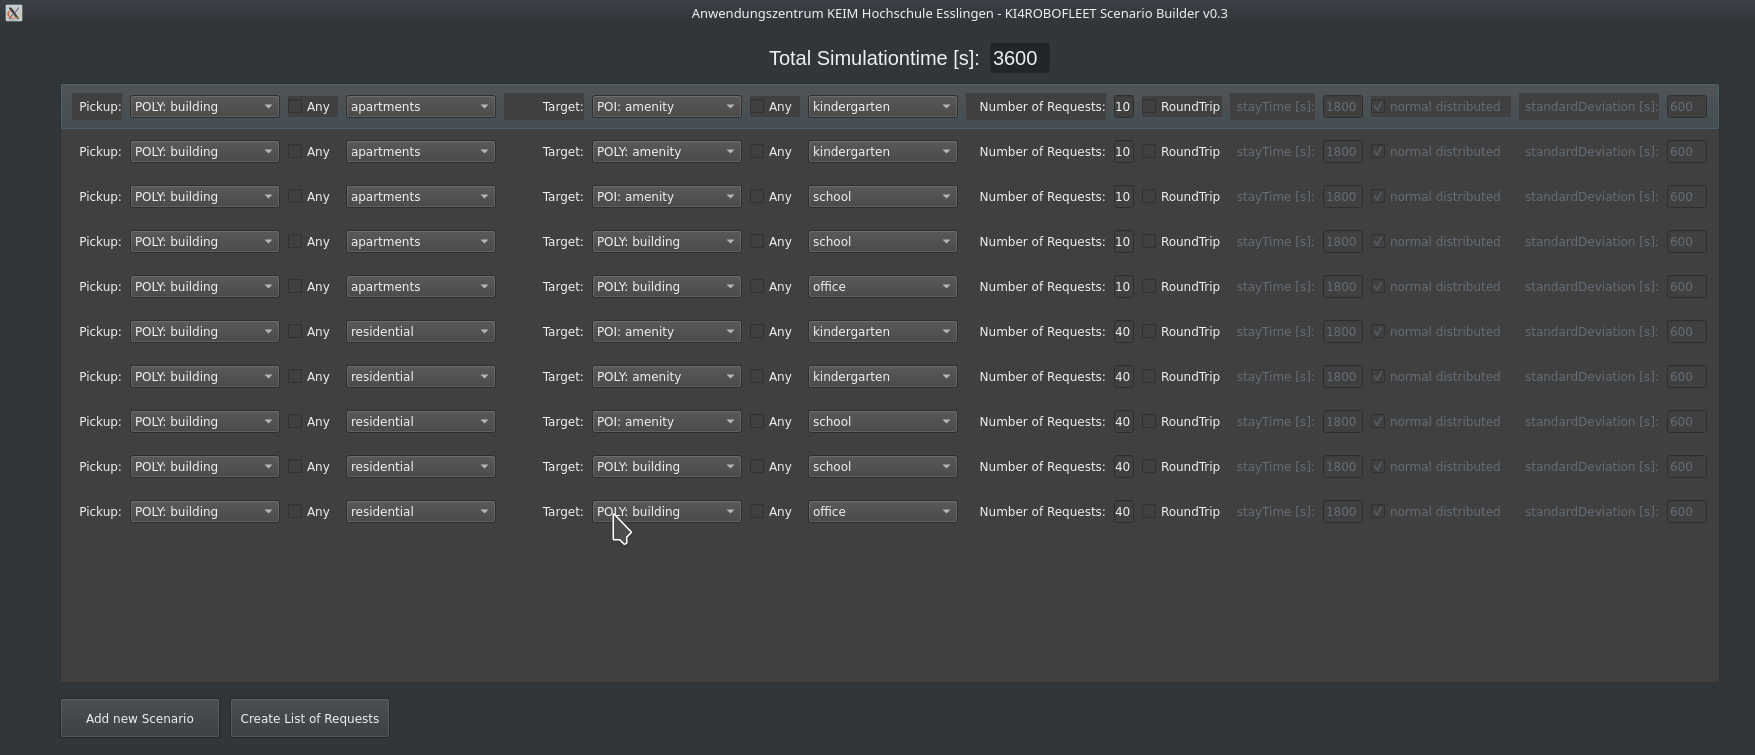 Anwendungszentrum KEIM Hochschule Esslingen - KI4ROBOFLEET Scenario Builder v0.3
Total Simulationtime [s]: 3600
Pickup: POLY: building Any apartments Target: POI: amenity Any kindergarten Number of Requests: 10 RoundTrip stayTime [s]: 1800 normal distributed standardDeviation [s]: 600
Pickup: POLY: building Any apartments Target: POLY: amenity Any kindergarten Number of Requests: 10 RoundTrip stayTime [s]: 1800 normal distributed standardDeviation [s]: 600
Pickup: POLY: building Any apartments Target: POI: amenity Any school Number of Requests: 10 RoundTrip stayTime [s]: 1800 normal distributed standardDeviation [s]: 600
Pickup: POLY: building Any apartments Target: POLY: building Any school Number of Requests: 10 RoundTrip stayTime [s]: 1800 normal distributed standardDeviation [s]: 600
Pickup: POLY: building Any apartments Target: POLY: building Any office Number of Requests: 10 RoundTrip stayTime [s]: 1800 normal distributed standardDeviation [s]: 600
Pickup: POLY: building Any residential Target: POI: amenity Any kindergarten Number of Requests: 40 RoundTrip stayTime [s]: 1800 normal distributed standardDeviation [s]: 600
Pickup: POLY: building Any residential Target: POLY: amenity Any kindergarten Number of Requests: 40 RoundTrip stayTime [s]: 1800 normal distributed standardDeviation [s]: 600
Pickup: POLY: building Any residential Target: POI: amenity Any school Number of Requests: 40 RoundTrip stayTime [s]: 1800 normal distributed standardDeviation [s]: 600
Pickup: POLY: building Any residential Target: POLY: building Any school Number of Requests: 40 RoundTrip stayTime [s]: 1800 normal distributed standardDeviation [s]: 600
Pickup: POLY: building Any residential Target: POLY: building Any office Number of Requests: 40 RoundTrip stayTime [s]: 1800 normal distributed standardDeviation [s]: 600
Add new Scenario Create List of Requests